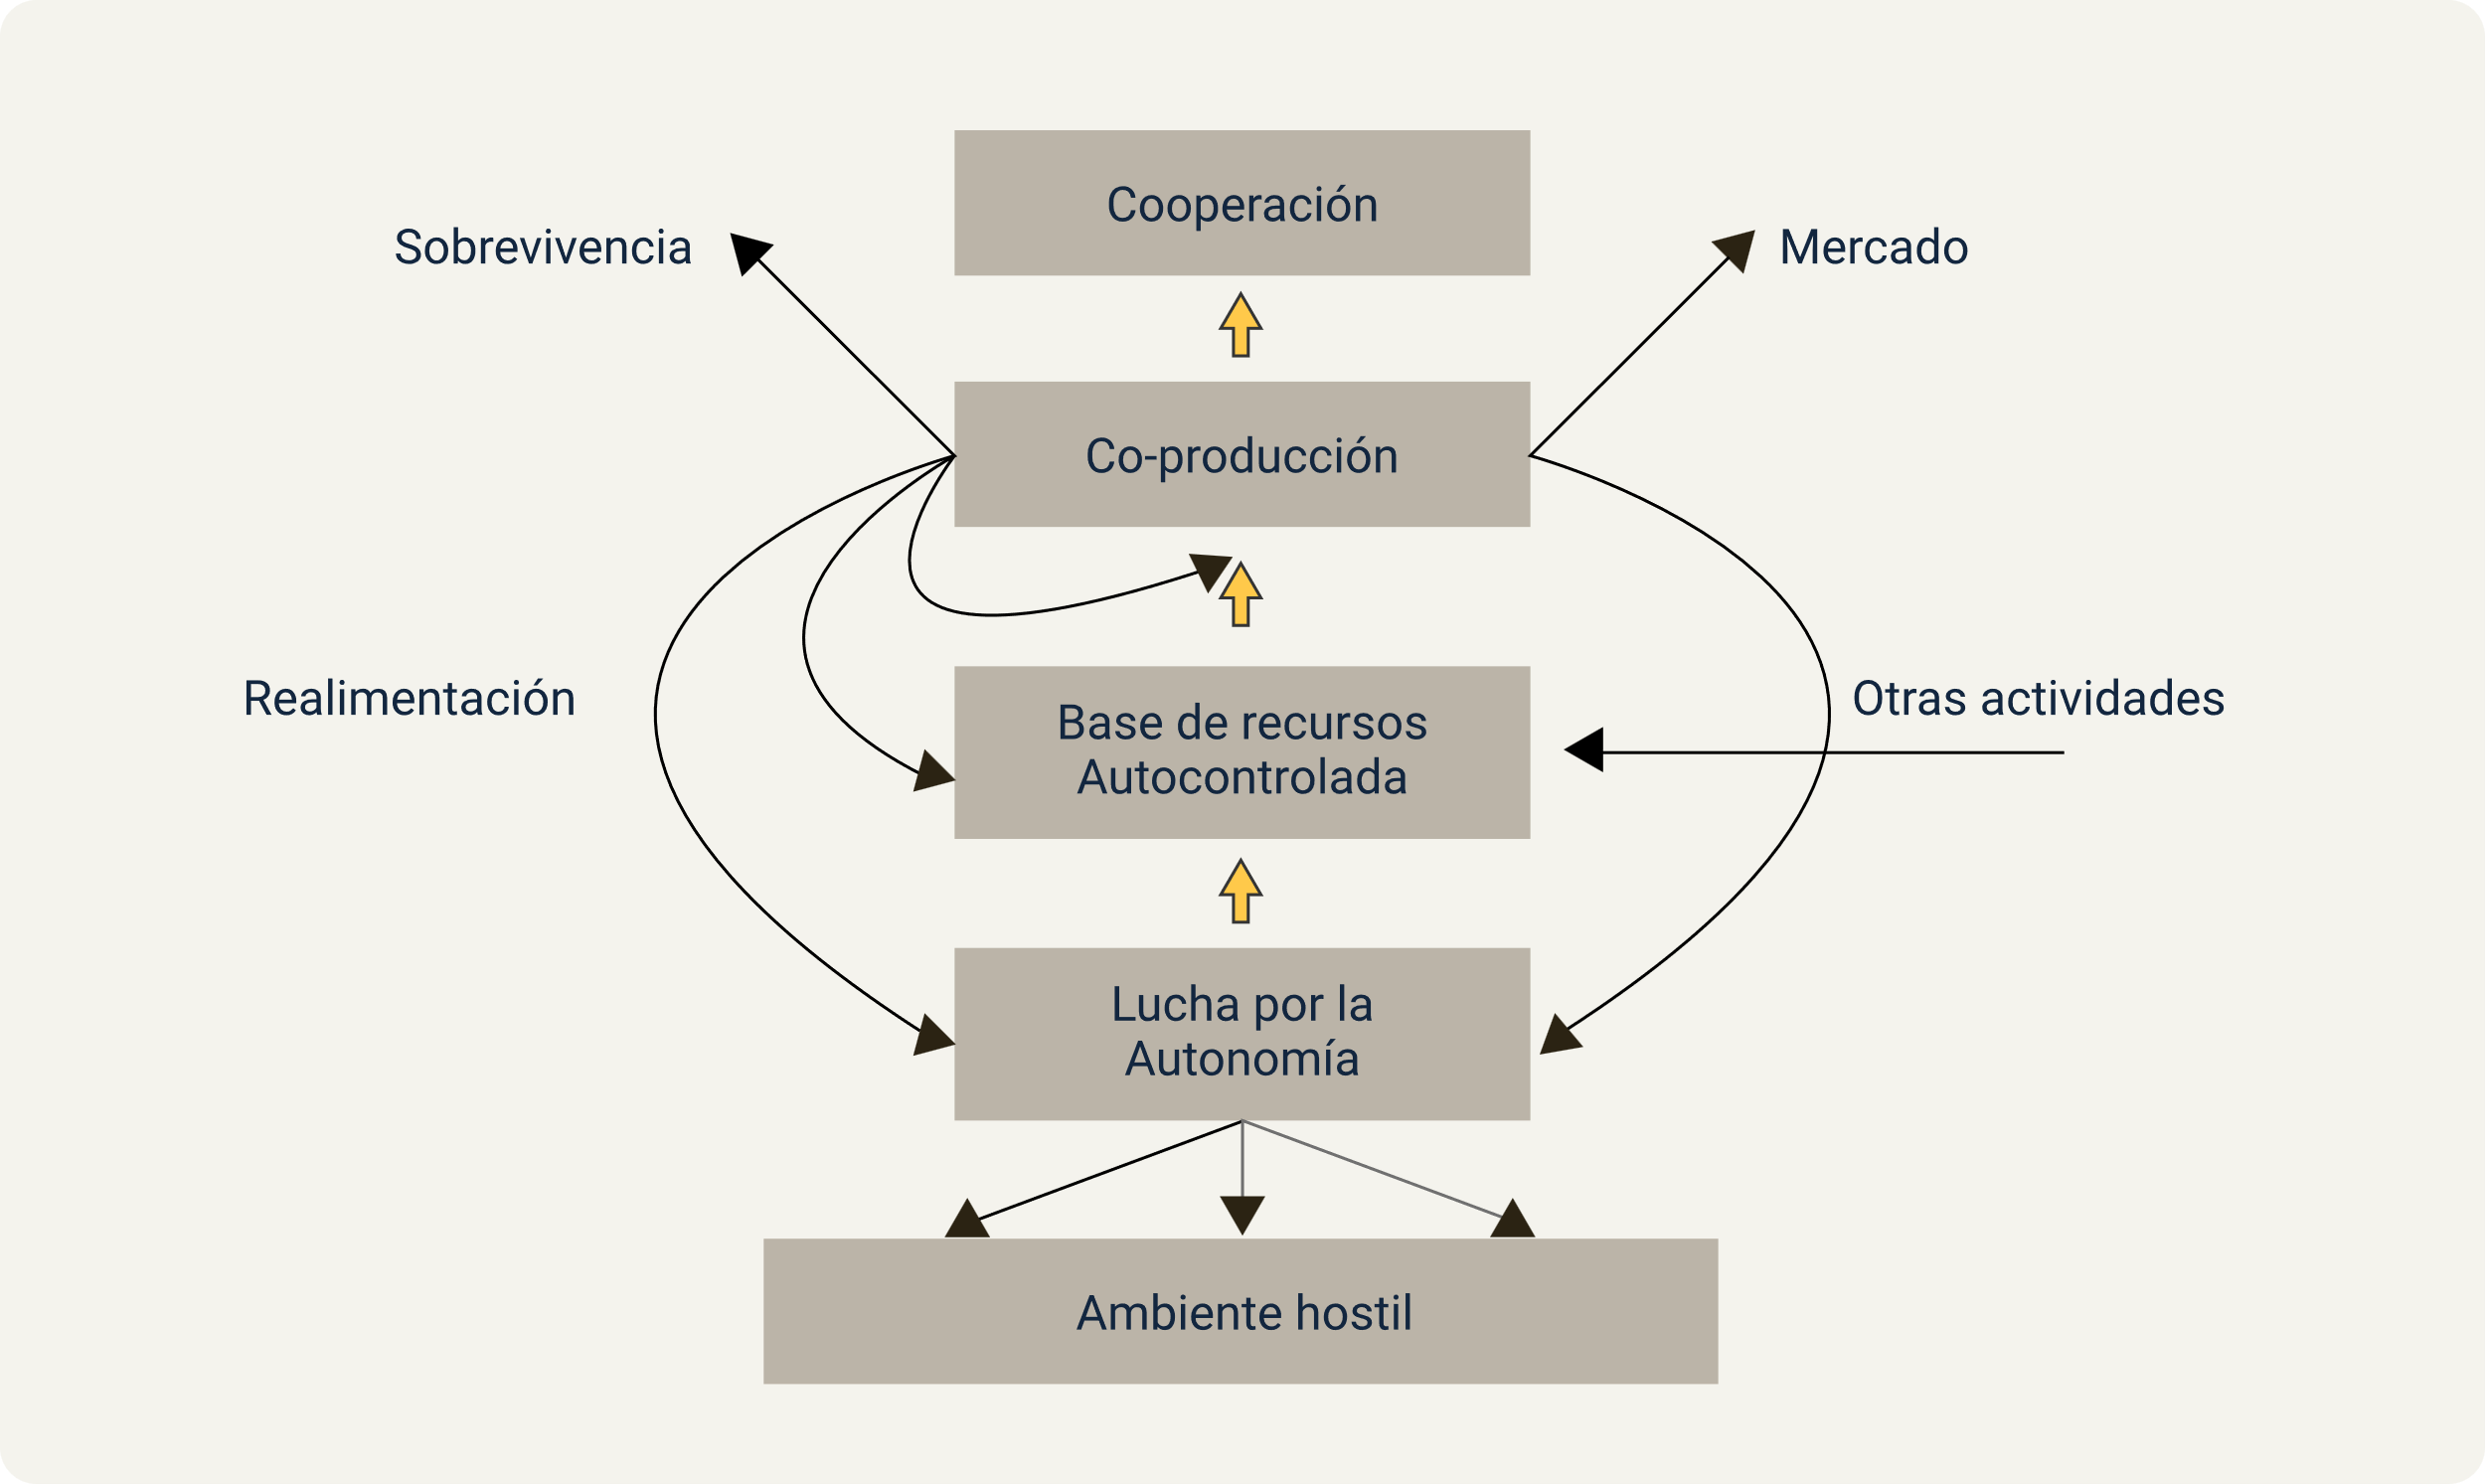 Cooperación
Sobrevivencia
Mercado
Co-producción
Realimentación
Otras actividades
Base de recursos
Autocontrolada
Lucha por la
Autonomía
Ambiente hostil